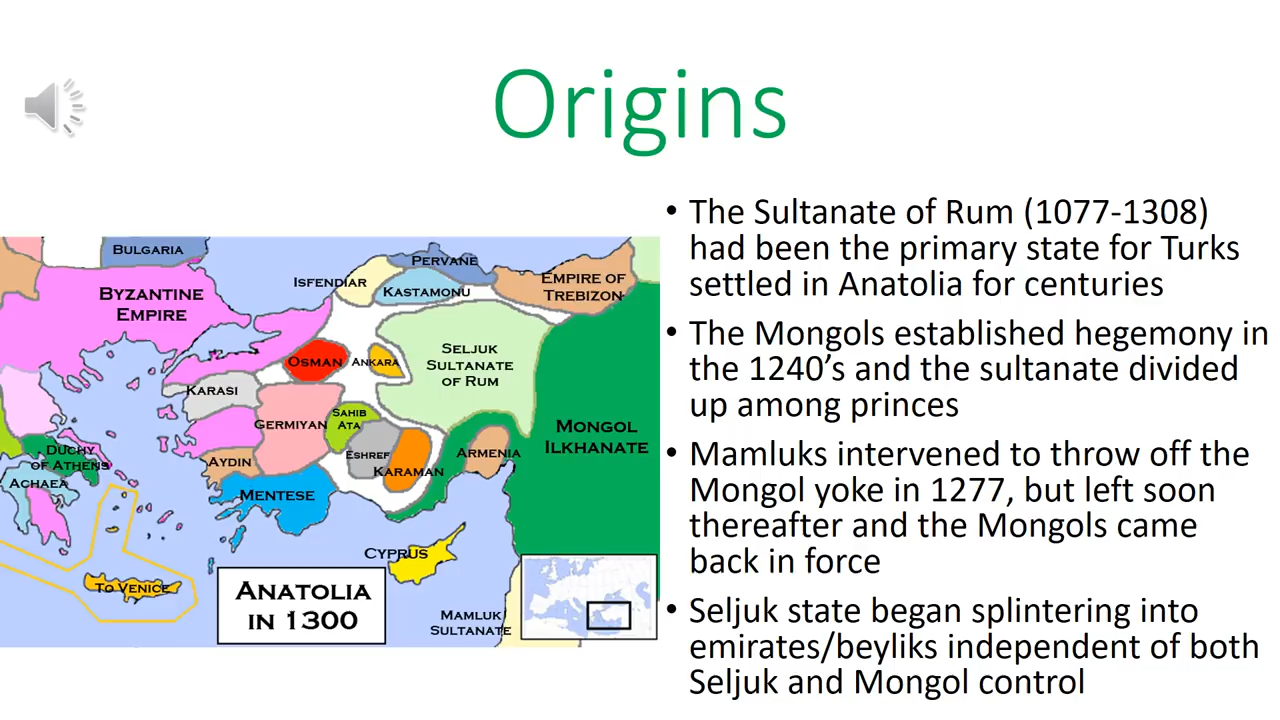 Origins
• The Sultanate of Rum (1077-1308)
had been the primary state for Turks
settled in Anatolia for centuries
• The Mongols established hegemony in
the 1240’s and the sultanate divided
up among princes
• Mamluks intervened to throw off the
Mongol yoke in 1277, but left soon
thereafter and the Mongols came
back in force
• Seljuk state began splintering into
emirates/beyliks independent of both
Seljuk and Mongol control
BULGARIA
BYZANTINE
EMPIRE
ISFENDIAR
PERVANE
KASTAMONU
EMPIRE OF
TREBIZON
OSMAN
ANKARA
SELJUK
SULTANATE
OF RUM
KARASI
GERMIYAN
SAHIB
ATA
ESHREF
KARAMAN
ARMENIA
MONGOL
ILKHANATE
DUCHY
OF ATHENS
ACHAEA
AYDIN
MENTESE
CYPRUS
TO VENICE
MAMLUK
SULTANATE
ANATOLIA
IN 1300